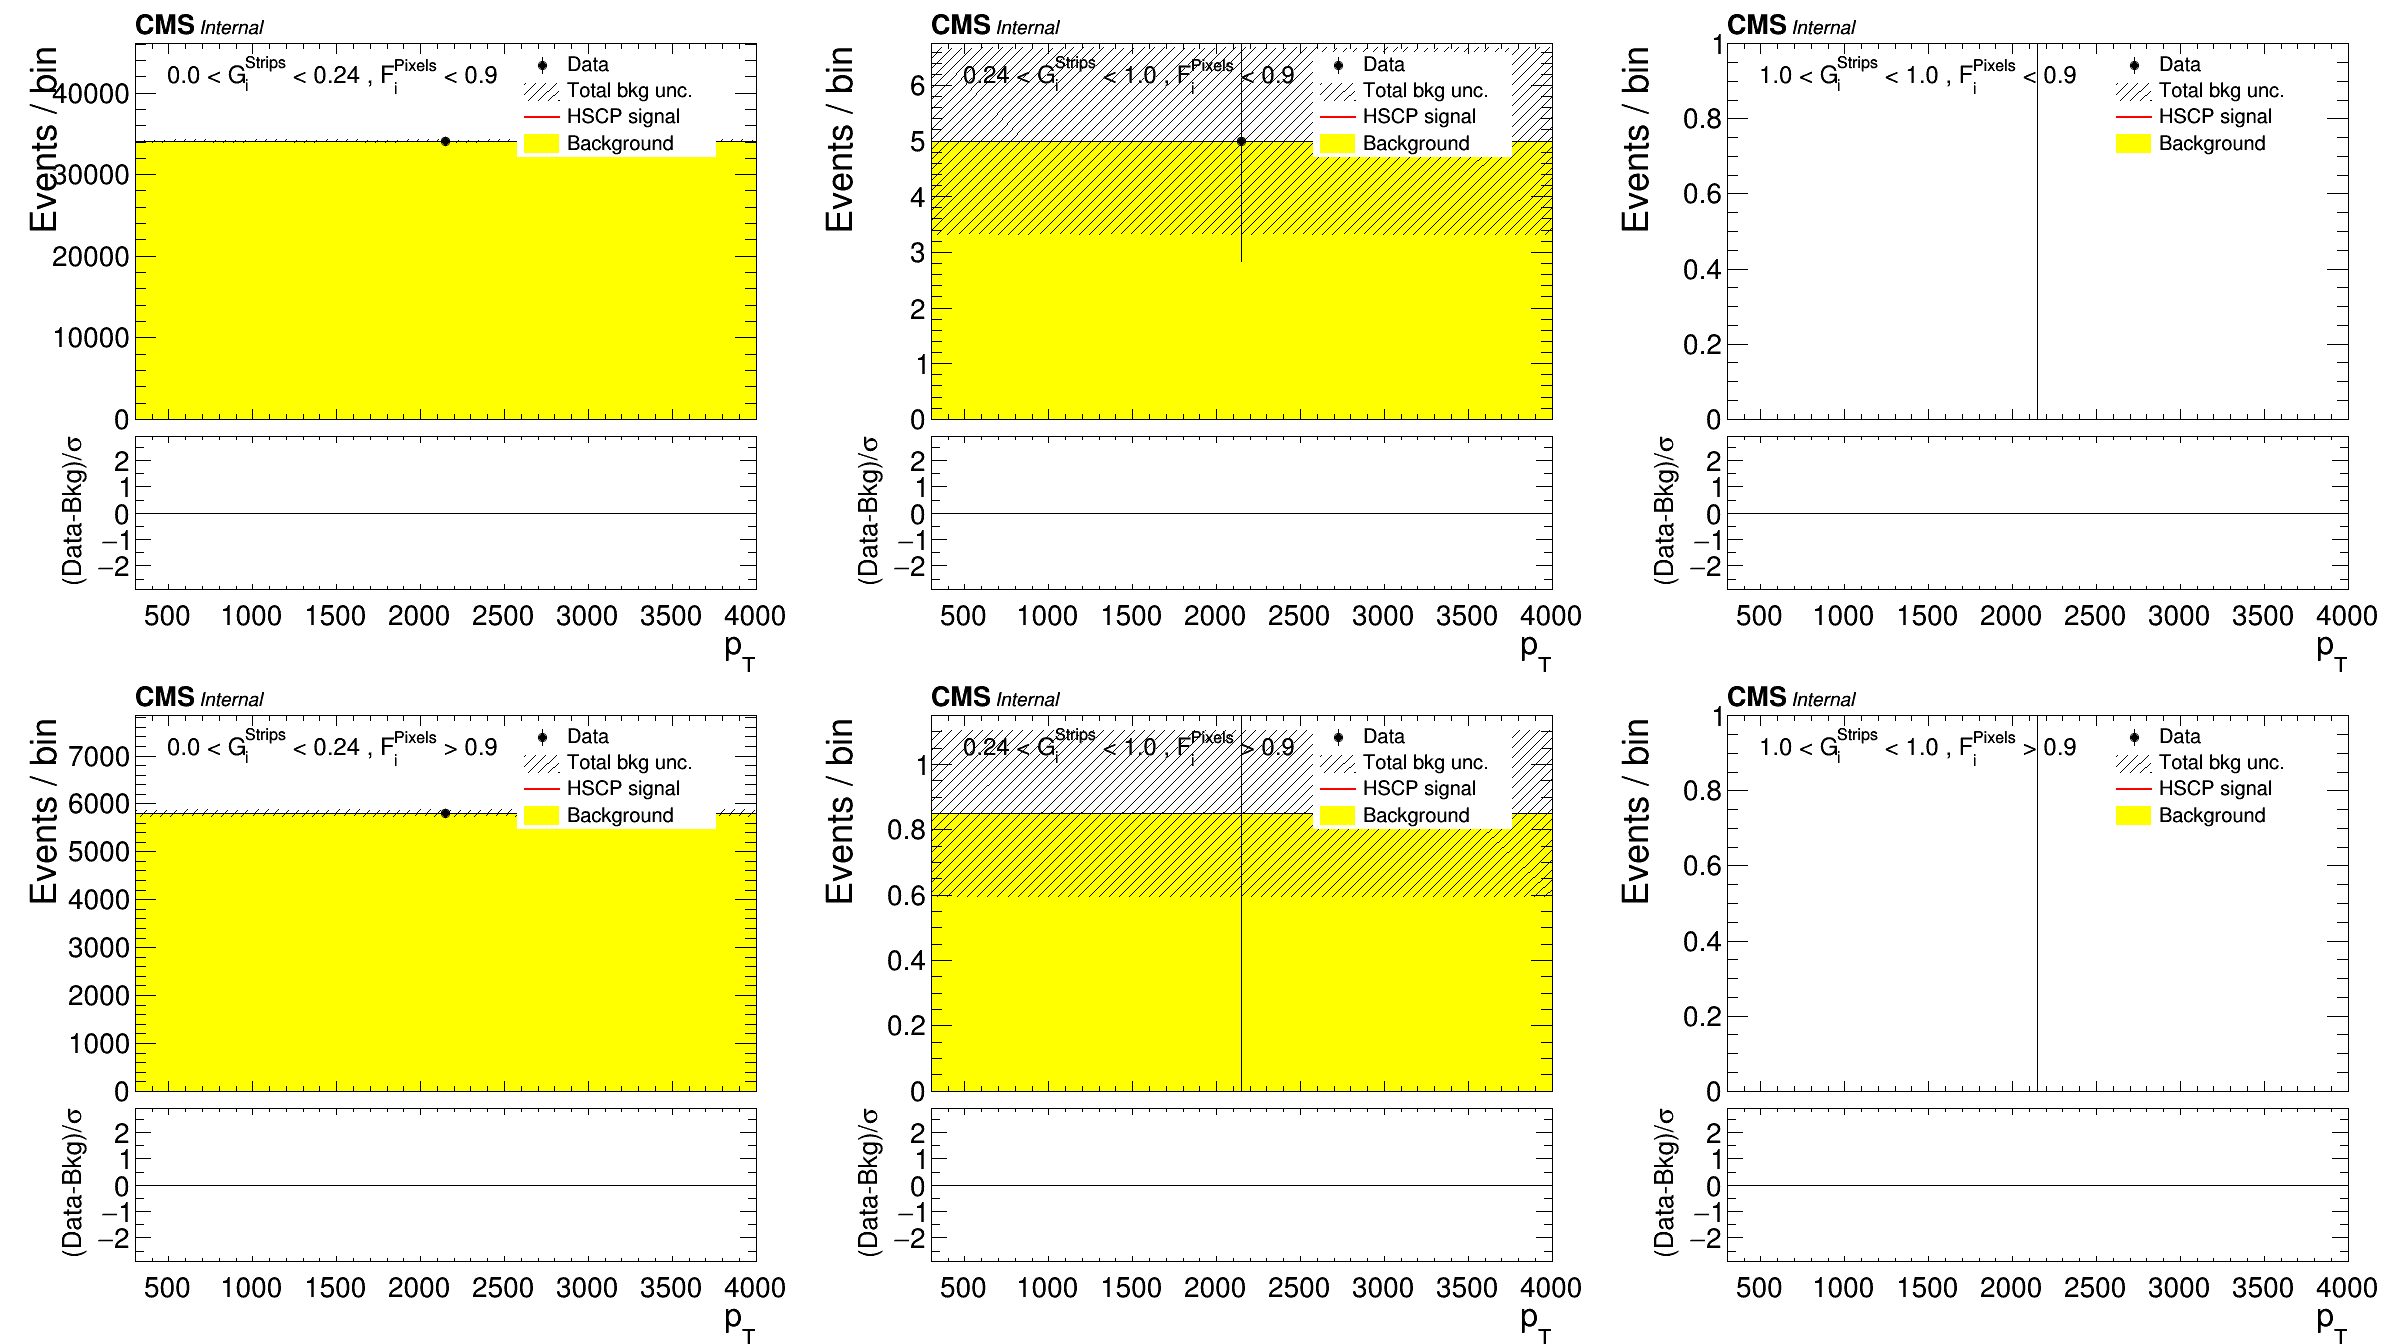 CMS Internal
Events / bin
0.0 < G_i^Strips < 0.24 , F_i^Pixels < 0.9
Data
Total bkg unc.
HSCP signal
Background
40000
30000
20000
10000
0
(Data-Bkg)/σ
2
1
0
−1
−2
500 1000 1500 2000 2500 3000 3500 4000
p_T
CMS Internal
Events / bin
0.24 < G_i^Strips < 1.0 , F_i^Pixels < 0.9
Data
Total bkg unc.
HSCP signal
Background
6
5
4
3
2
1
0
(Data-Bkg)/σ
2
1
0
−1
−2
500 1000 1500 2000 2500 3000 3500 4000
p_T
CMS Internal
Events / bin
1.0 < G_i^Strips < 1.0 , F_i^Pixels < 0.9
Data
Total bkg unc.
HSCP signal
Background
1
0.8
0.6
0.4
0.2
0
(Data-Bkg)/σ
2
1
0
−1
−2
500 1000 1500 2000 2500 3000 3500 4000
p_T
CMS Internal
Events / bin
0.0 < G_i^Strips < 0.24 , F_i^Pixels > 0.9
Data
Total bkg unc.
HSCP signal
Background
7000
6000
5000
4000
3000
2000
1000
0
(Data-Bkg)/σ
2
1
0
−1
−2
500 1000 1500 2000 2500 3000 3500 4000
p_T
CMS Internal
Events / bin
0.24 < G_i^Strips < 1.0 , F_i^Pixels > 0.9
Data
Total bkg unc.
HSCP signal
Background
1
0.8
0.6
0.4
0.2
0
(Data-Bkg)/σ
2
1
0
−1
−2
500 1000 1500 2000 2500 3000 3500 4000
p_T
CMS Internal
Events / bin
1.0 < G_i^Strips < 1.0 , F_i^Pixels > 0.9
Data
Total bkg unc.
HSCP signal
Background
1
0.8
0.6
0.4
0.2
0
(Data-Bkg)/σ
2
1
0
−1
−2
500 1000 1500 2000 2500 3000 3500 4000
p_T